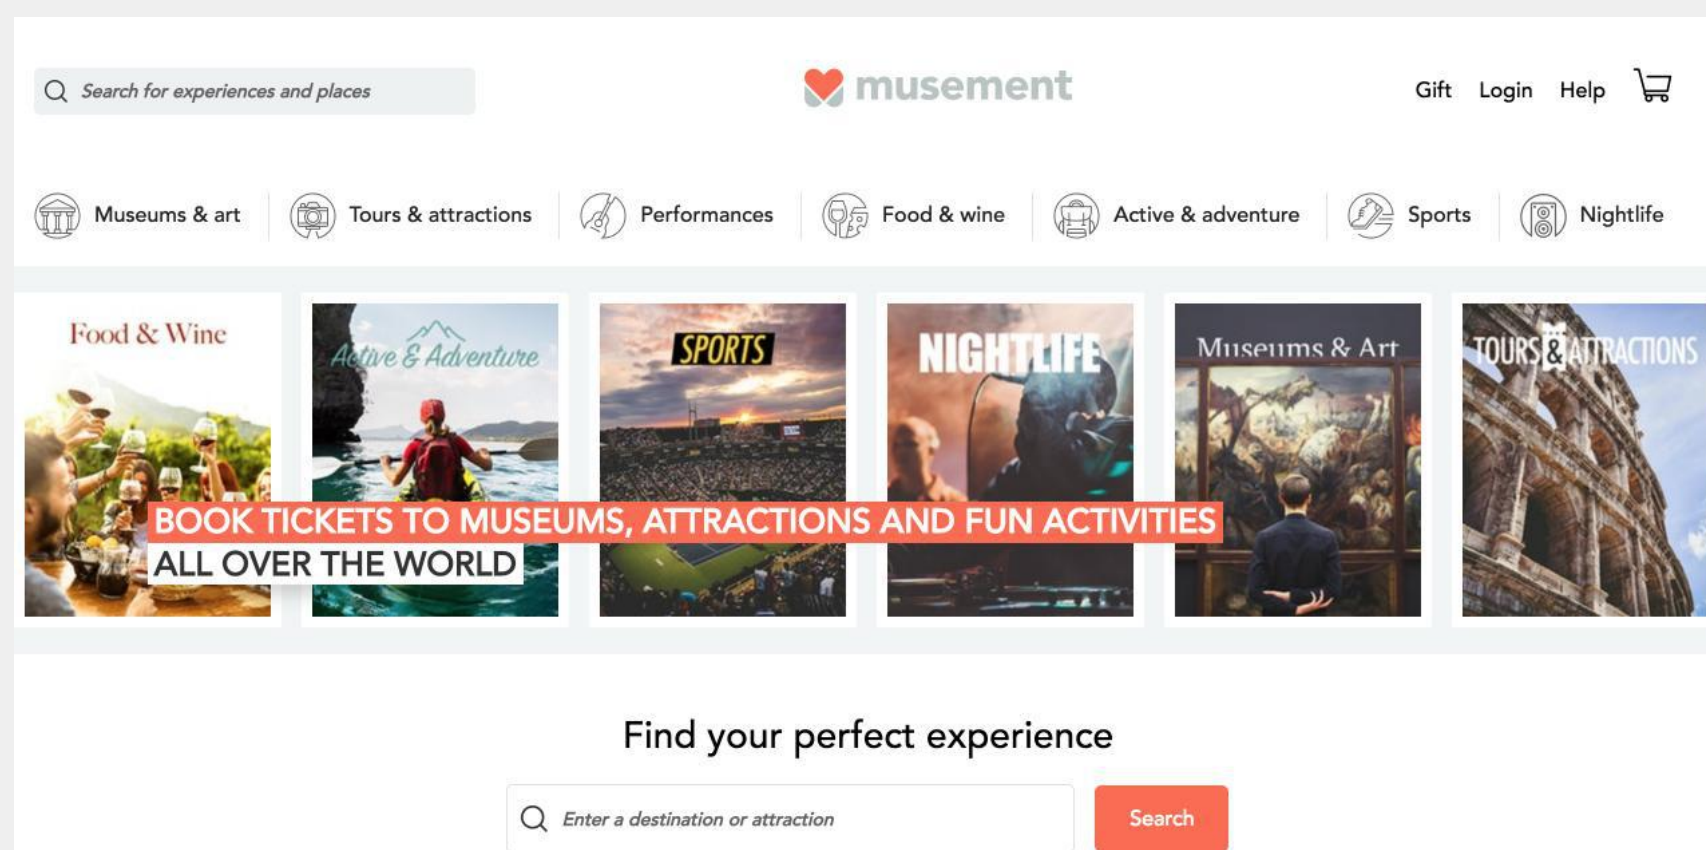 Search for experiences and places
musement
Gift Login Help
Museums & art Tours & attractions Performances Food & wine Active & adventure Sports Nightlife
Food & Wine
Active & Adventure
SPORTS
NIGHTLIFE
Museums & Art
TOURS & ATTRACTIONS
BOOK TICKETS TO MUSEUMS, ATTRACTIONS AND FUN ACTIVITIES
ALL OVER THE WORLD
Find your perfect experience
Enter a destination or attraction
Search